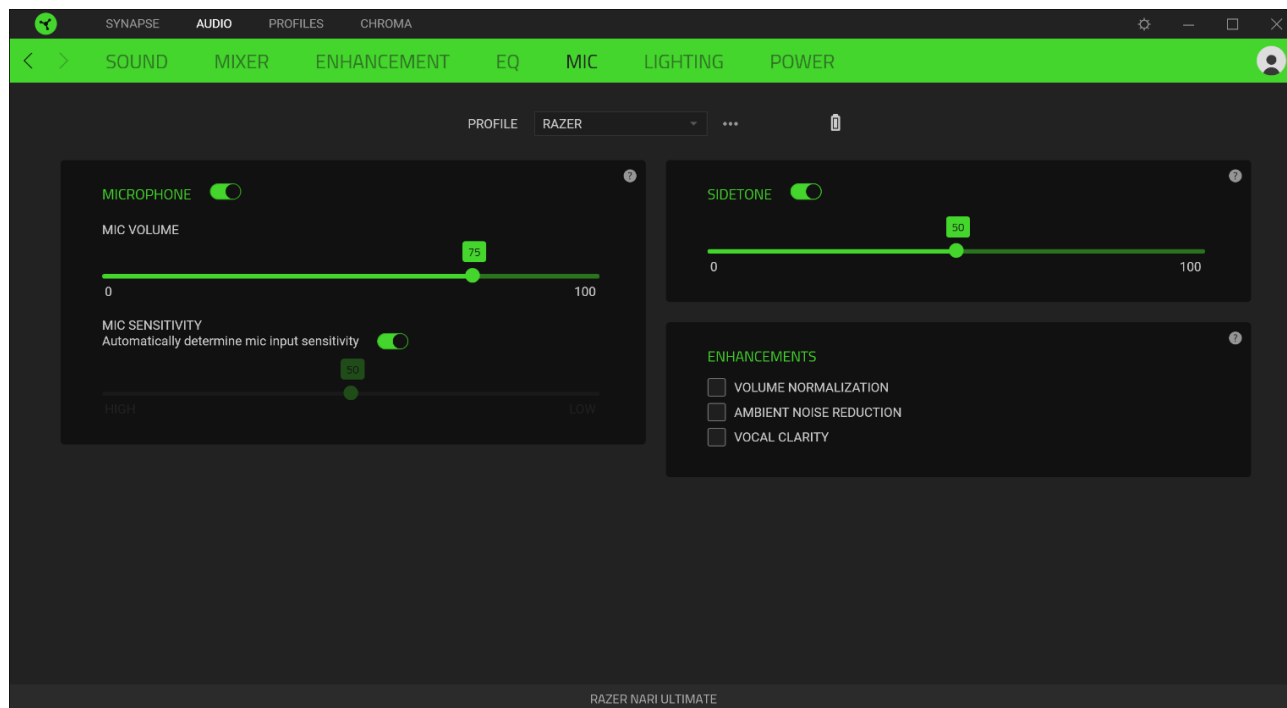 SYNAPSE AUDIO PROFILES CHROMA
SOUND MIXER ENHANCEMENT EQ MIC LIGHTING POWER
PROFILE RAZER
MICROPHONE
MIC VOLUME
75
0 100
MIC SENSITIVITY
Automatically determine mic input sensitivity
50
HIGH LOW
SIDETONE
50
0 100
ENHANCEMENTS
VOLUME NORMALIZATION
AMBIENT NOISE REDUCTION
VOCAL CLARITY
RAZER NARI ULTIMATE